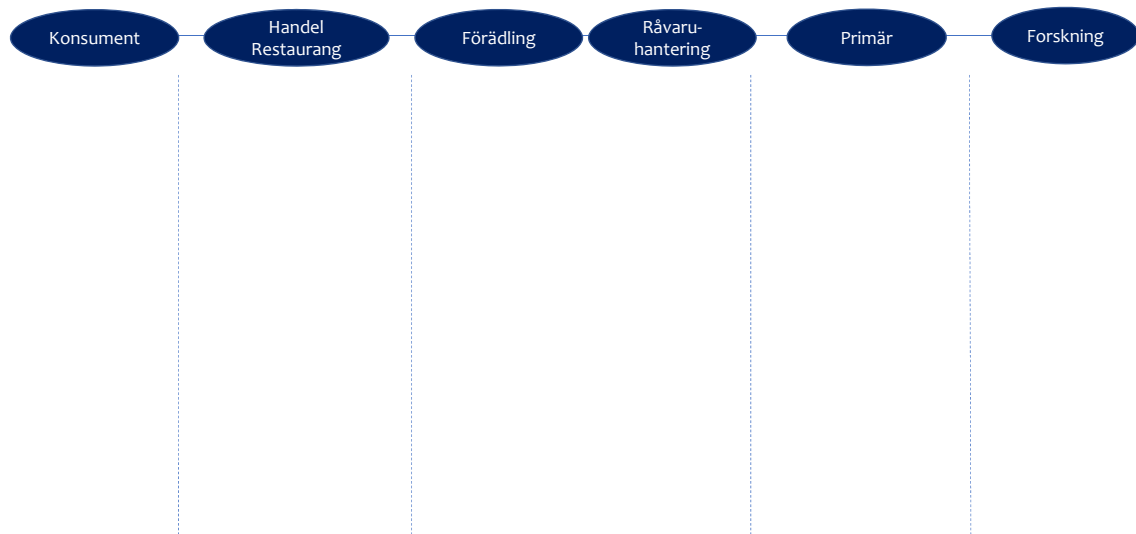 Konsument
Handel
Restaurang
Förädling
Råvaru-
hantering
Primär
Forskning